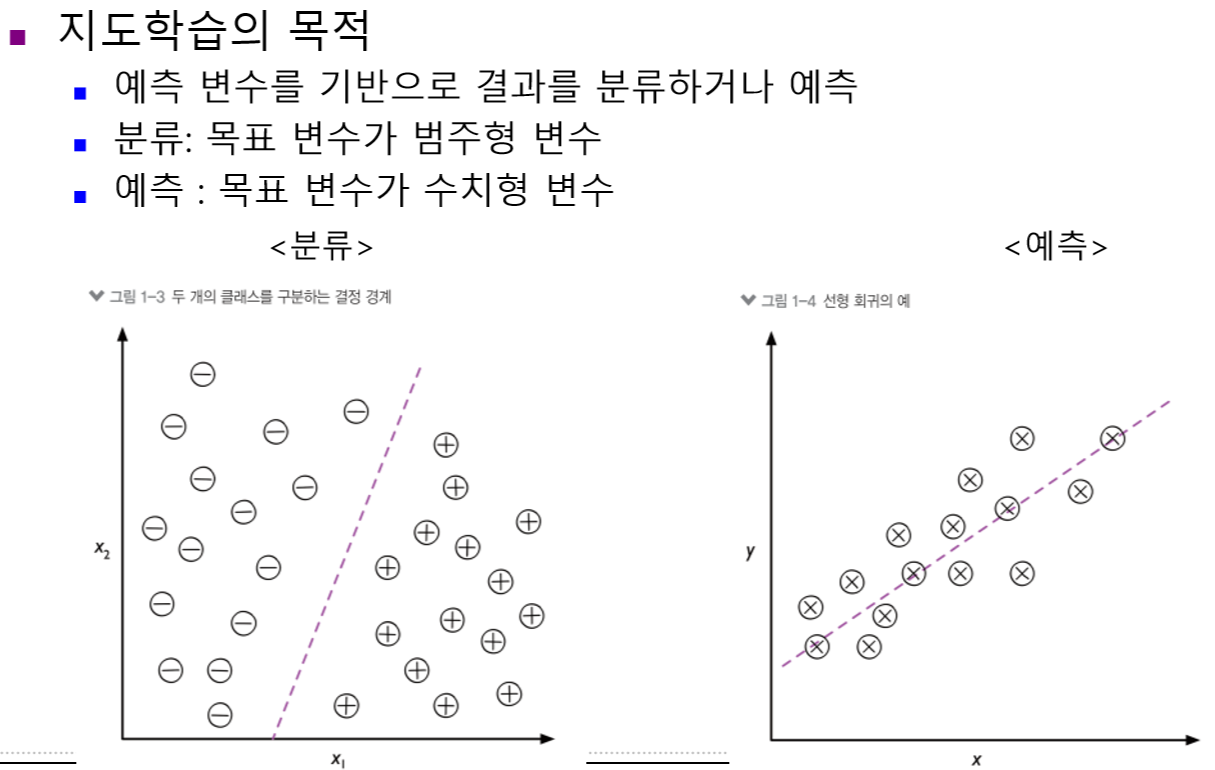 지도학습의 목적
예측 변수를 기반으로 결과를 분류하거나 예측
분류: 목표 변수가 범주형 변수
예측 : 목표 변수가 수치형 변수
<분류>
<예측>
그림 1-3 두 개의 클래스를 구분하는 결정 경계
그림 1-4 선형 회귀의 예
x₂
x₁
y
x